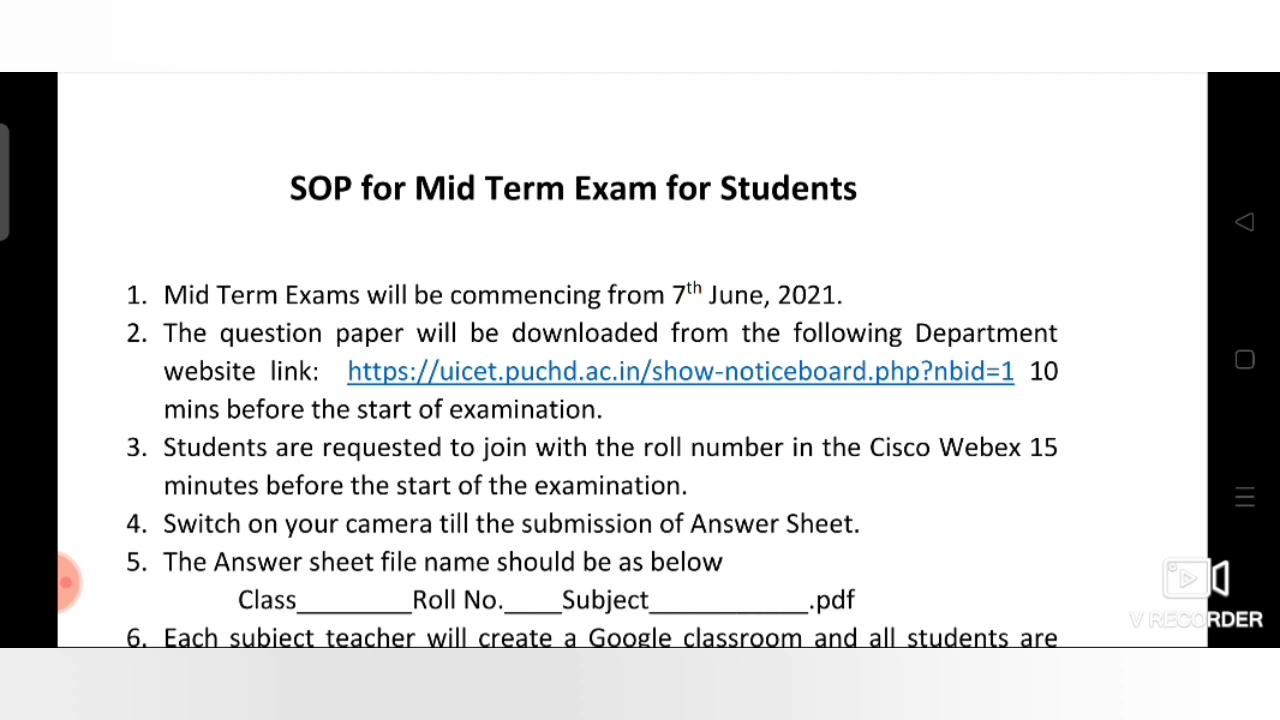 SOP for Mid Term Exam for Students
1. Mid Term Exams will be commencing from 7th June, 2021.
2. The question paper will be downloaded from the following Department
website link: https://uicet.puchd.ac.in/show-noticeboard.php?nbid=1 10
mins before the start of examination.
3. Students are requested to join with the roll number in the Cisco Webex 15
minutes before the start of the examination.
4. Switch on your camera till the submission of Answer Sheet.
5. The Answer sheet file name should be as below
Class________Roll No.____Subject___________.pdf
6. Each subject teacher will create a Google classroom and all students are
V RECORDER